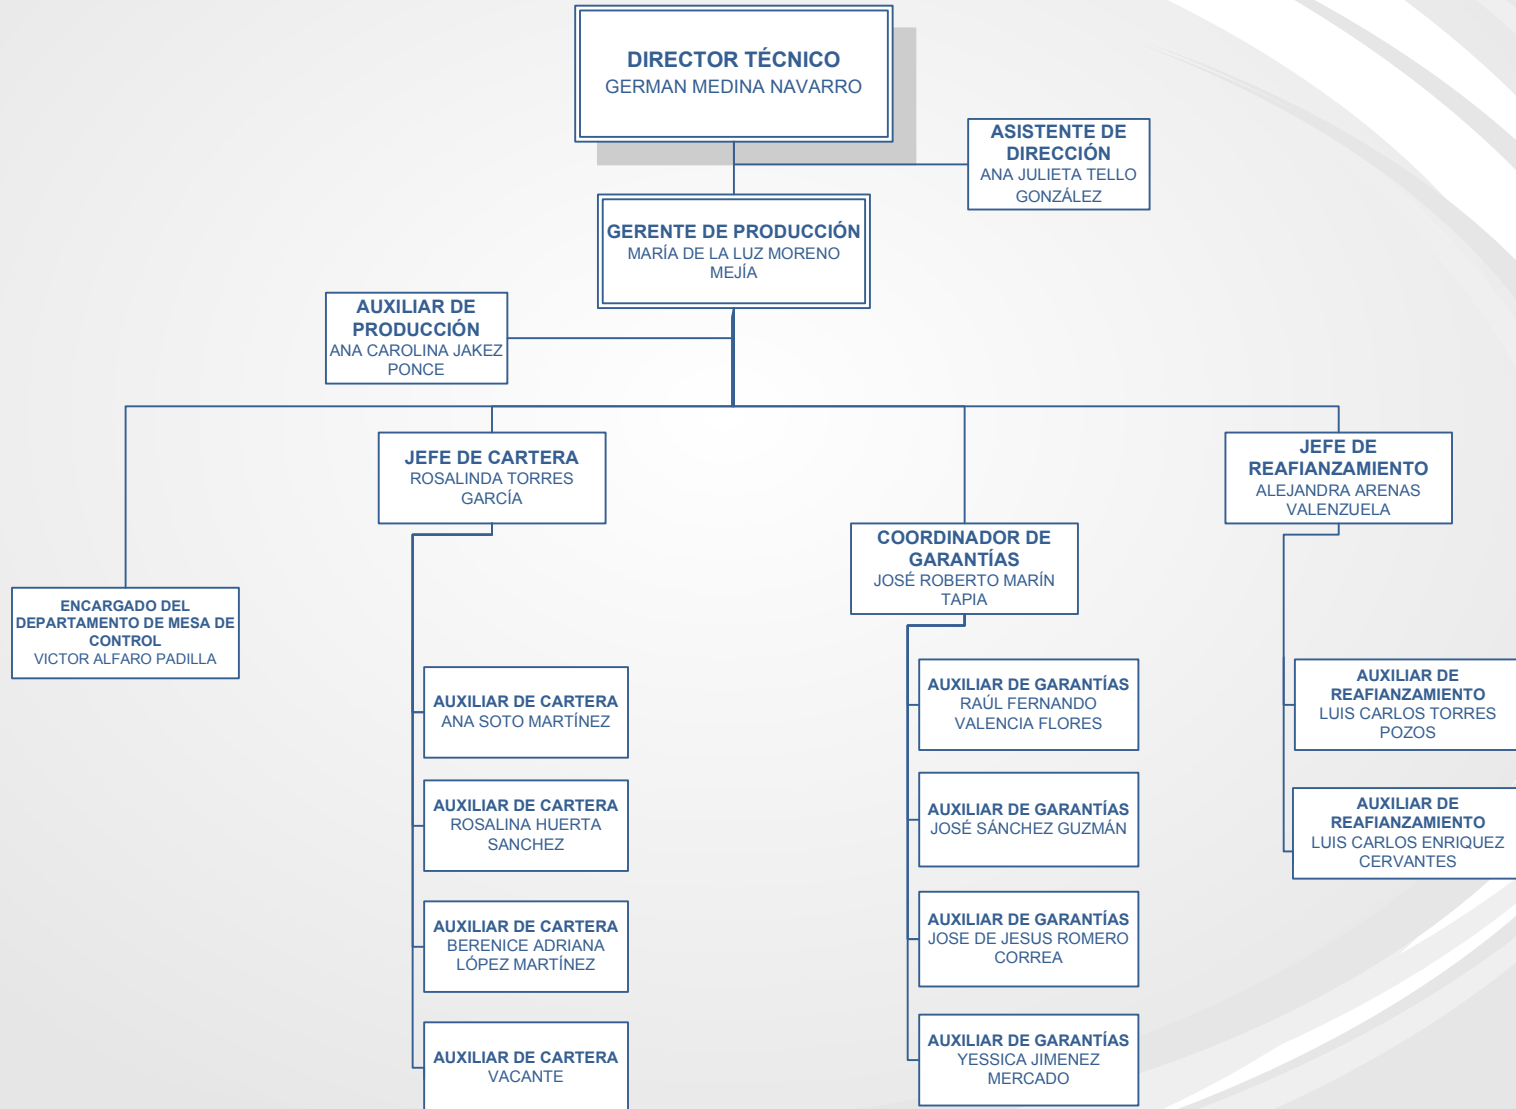 DIRECTOR TÉCNICO
GERMAN MEDINA NAVARRO
ASISTENTE DE
DIRECCIÓN
ANA JULIETA TELLO
GONZÁLEZ
GERENTE DE PRODUCCIÓN
MARÍA DE LA LUZ MORENO
MEJÍA
AUXILIAR DE
PRODUCCIÓN
ANA CAROLINA JAKEZ
PONCE
ENCARGADO DEL
DEPARTAMENTO DE MESA DE
CONTROL
VICTOR ALFARO PADILLA
JEFE DE CARTERA
ROSALINDA TORRES
GARCÍA
AUXILIAR DE CARTERA
ANA SOTO MARTÍNEZ
AUXILIAR DE CARTERA
ROSALINA HUERTA
SANCHEZ
AUXILIAR DE CARTERA
BERENICE ADRIANA
LÓPEZ MARTÍNEZ
AUXILIAR DE CARTERA
VACANTE
COORDINADOR DE
GARANTÍAS
JOSÉ ROBERTO MARÍN
TAPIA
AUXILIAR DE GARANTÍAS
RAÚL FERNANDO
VALENCIA FLORES
AUXILIAR DE GARANTÍAS
JOSÉ SÁNCHEZ GUZMÁN
AUXILIAR DE GARANTÍAS
JOSE DE JESUS ROMERO
CORREA
AUXILIAR DE GARANTÍAS
YESSICA JIMENEZ
MERCADO
JEFE DE
REAFIANZAMIENTO
ALEJANDRA ARENAS
VALENZUELA
AUXILIAR DE
REAFIANZAMIENTO
LUIS CARLOS TORRES
POZOS
AUXILIAR DE
REAFIANZAMIENTO
LUIS CARLOS ENRIQUEZ
CERVANTES